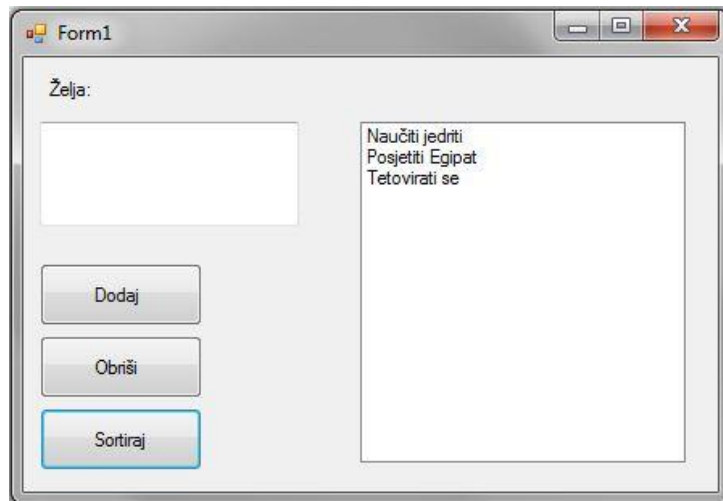 Form1
Želja:
Naučiti jedriti
Posjetiti Egipat
Tetovirati se
Dodaj
Obriši
Sortiraj